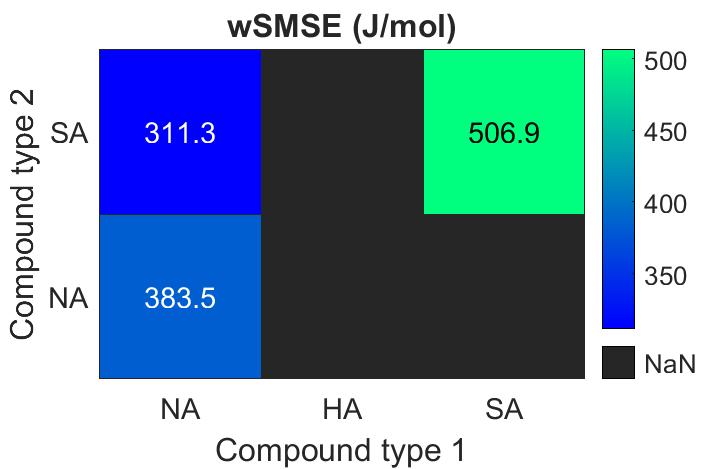 wSMSE (J/mol)
Compound type 2
SA
NA
311.3
506.9
383.5
NA
HA
SA
Compound type 1
500
450
400
350
NaN